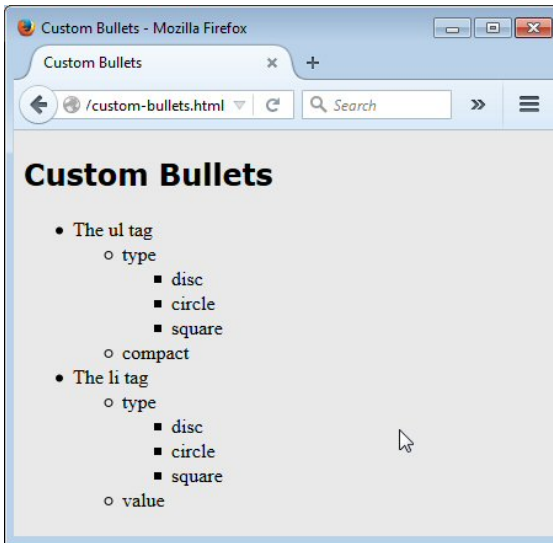 Custom Bullets - Mozilla Firefox
Custom Bullets
/custom-bullets.html Search
Custom Bullets
The ul tag
type
disc
circle
square
compact
The li tag
type
disc
circle
square
value